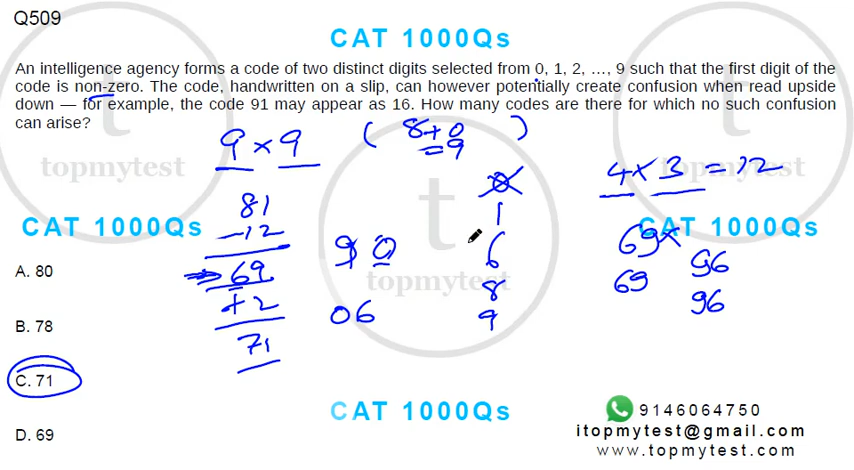 Q509
CAT 1000Qs
An intelligence agency forms a code of two distinct digits selected from 0, 1, 2, ..., 9 such that the first digit of the
code is non-zero. The code, handwritten on a slip, can however potentially create confusion when read upside
down — for example, the code 91 may appear as 16. How many codes are there for which no such confusion
can arise?
9 × 9
( 8+0 )
= 9
4 × 3 = 12
topmytest
topmytest
81
-12
69
+2
71
CAT 1000Qs
CAT 1000Qs
0
1
6
8
9
90
06
69 ×
69
96
96
topmytest
A. 80
B. 78
C. 71
D. 69
CAT 1000Qs
9146064750
itopmytest@gmail.com
www.topmytest.com